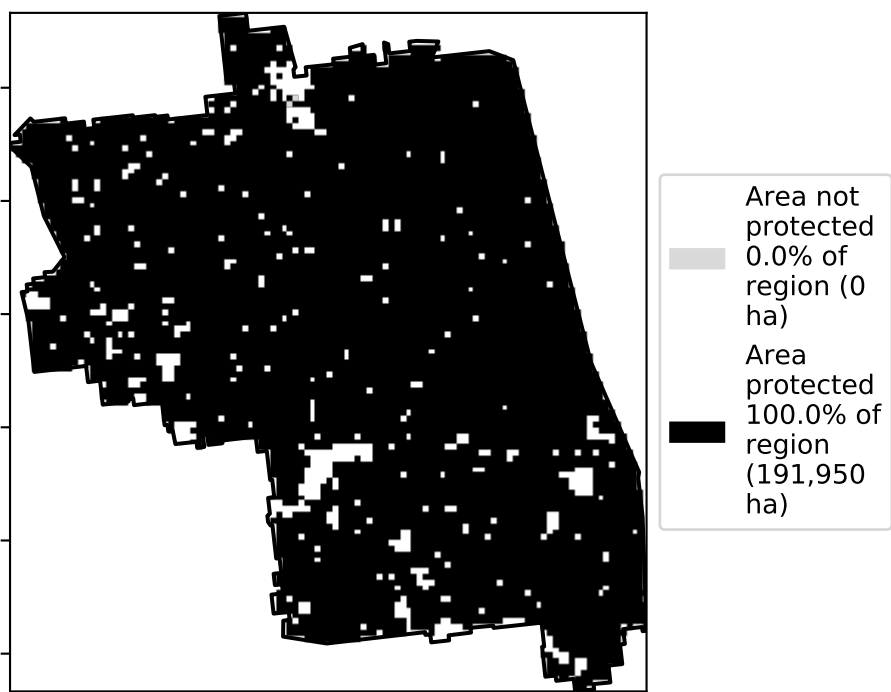 Area not
protected
0.0% of
region (0
ha)
Area
protected
100.0% of
region
(191,950
ha)